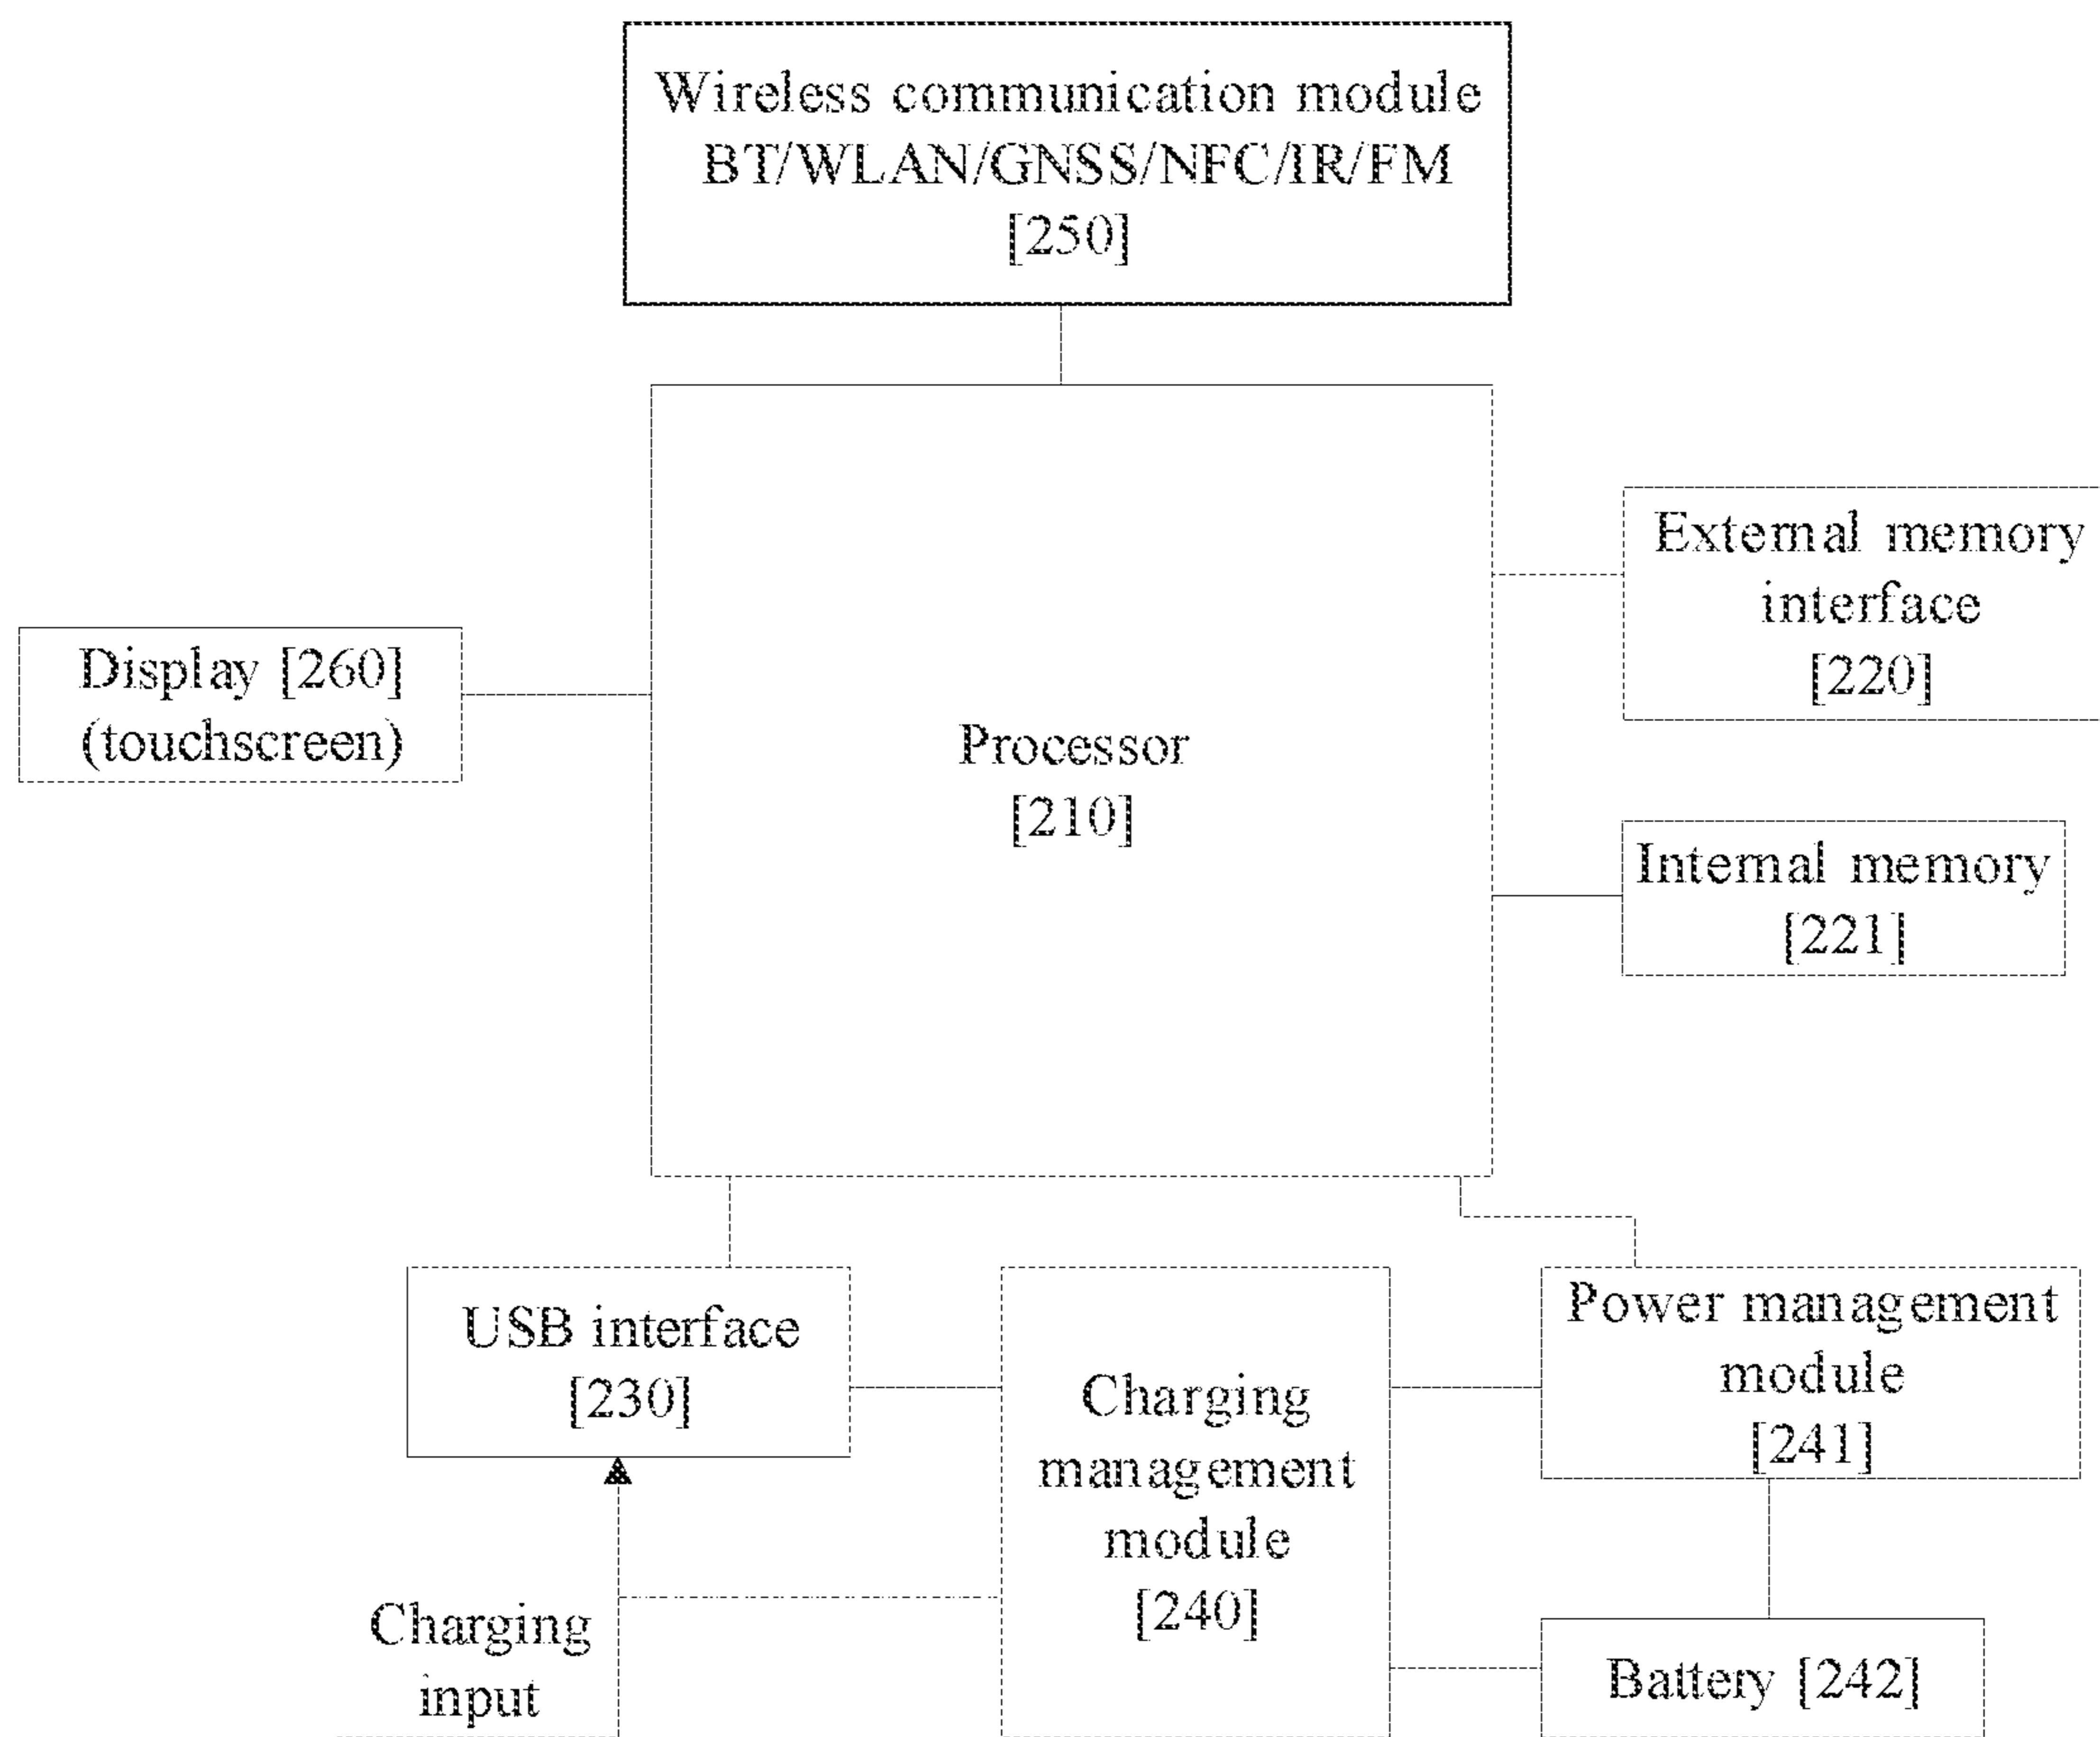 Wireless communication module
BT/WLAN/GNSS/NFC/IR/FM
[250]
External memory
interface
[220]
Display [260]
(touchscreen)
Processor
[210]
Internal memory
[221]
USB interface
[230]
Charging
management
module
[240]
Power management
module
[241]
Charging
input
Battery [242]